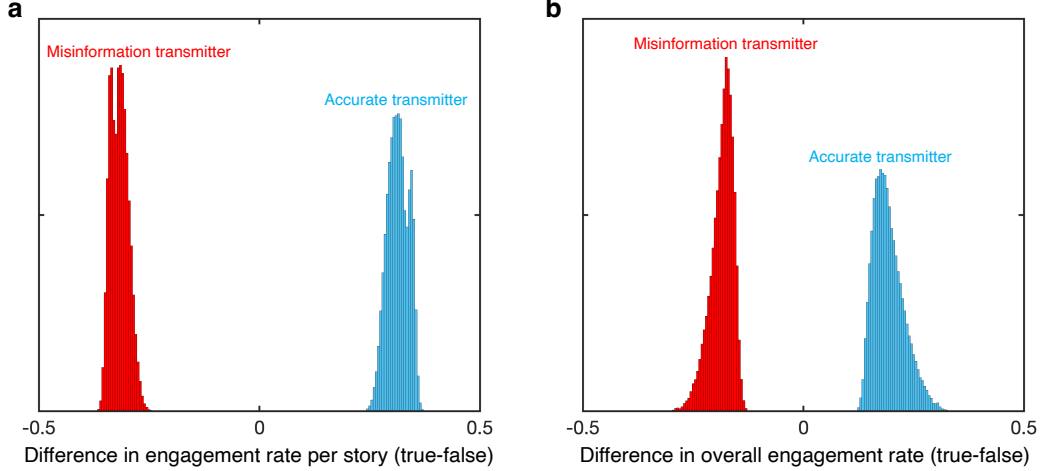 a
Misinformation transmitter
Accurate transmitter
-0.5
0
0.5
Difference in engagement rate per story (true-false)
b
Misinformation transmitter
Accurate transmitter
-0.5
0
0.5
Difference in overall engagement rate (true-false)